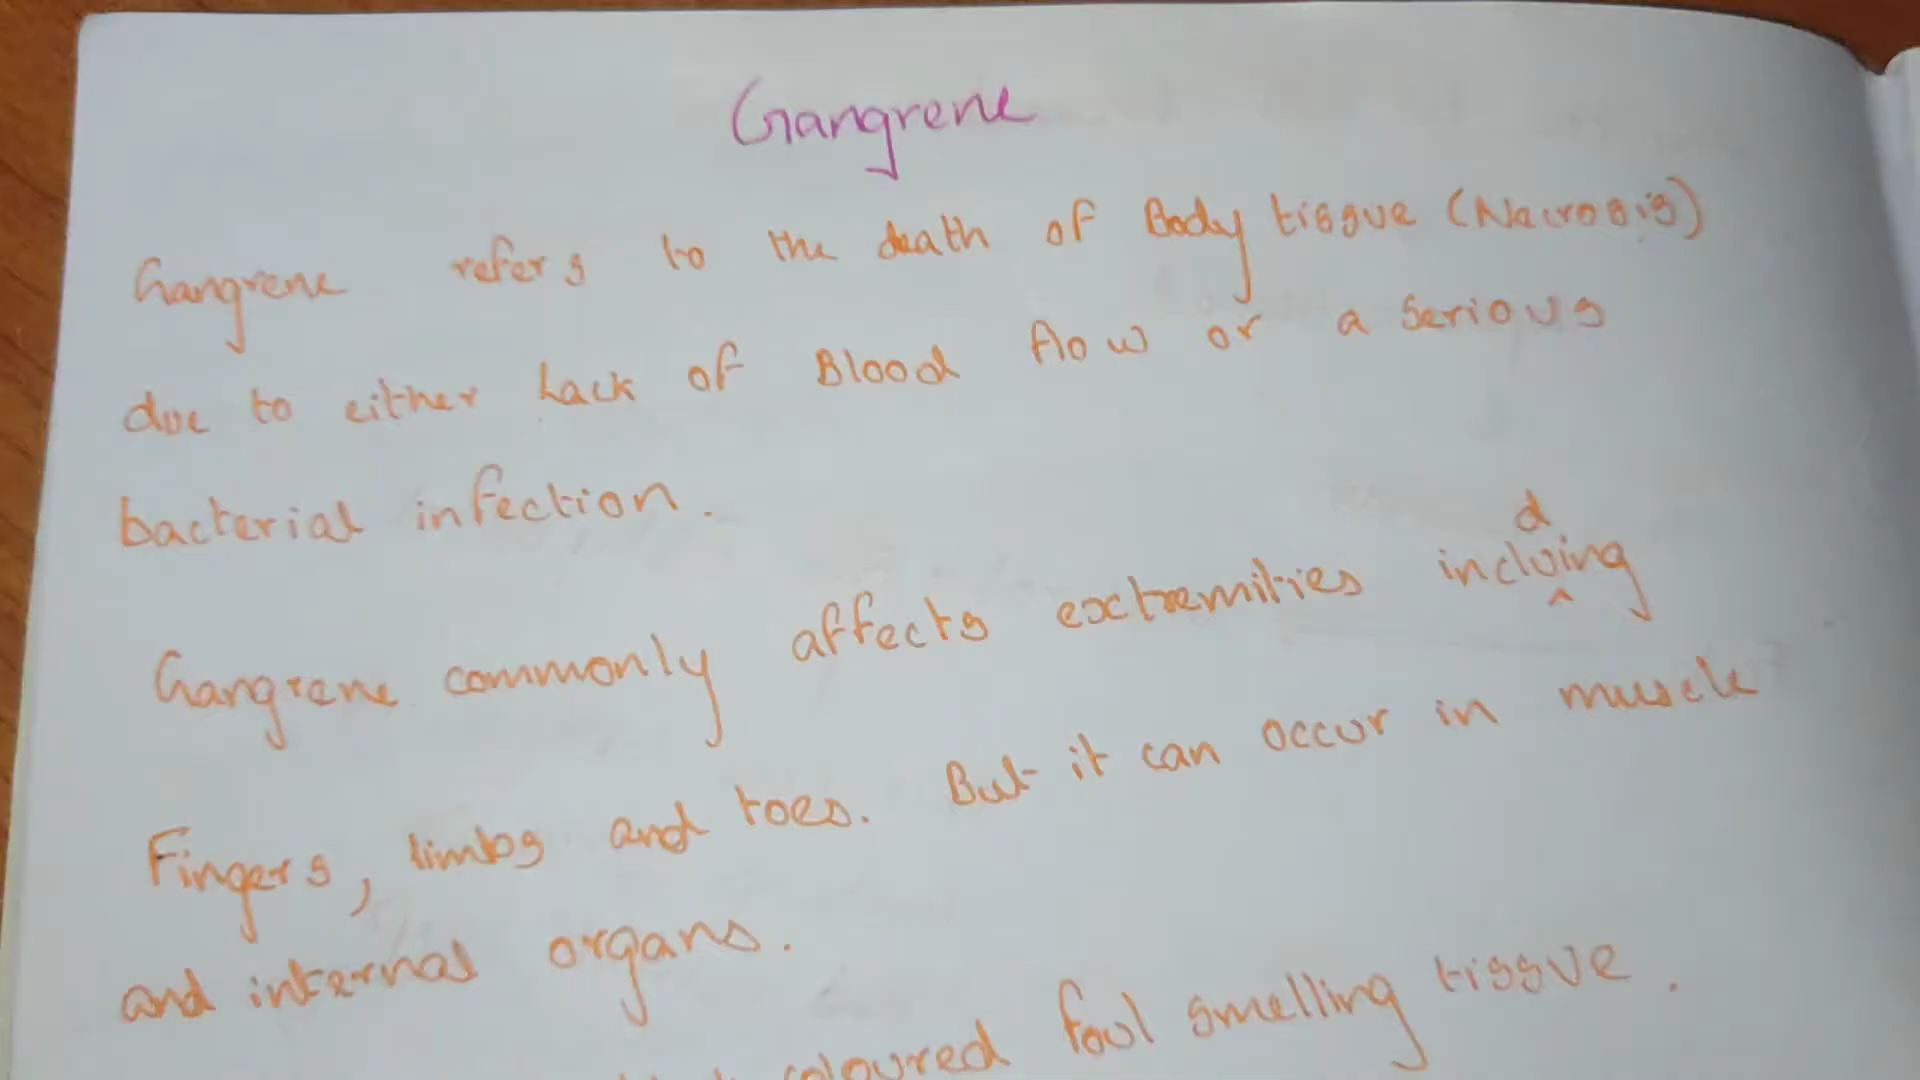 Gangrene
Gangrene refers to the death of Body tissue (Necrosis)
due to either Lack of Blood flow or a Serious
bacterial infection.
Gangrene commonly affects extremities including
Fingers, limbs and toes. But it can occur in muscle
and internal organs.
coloured foul smelling tissue.